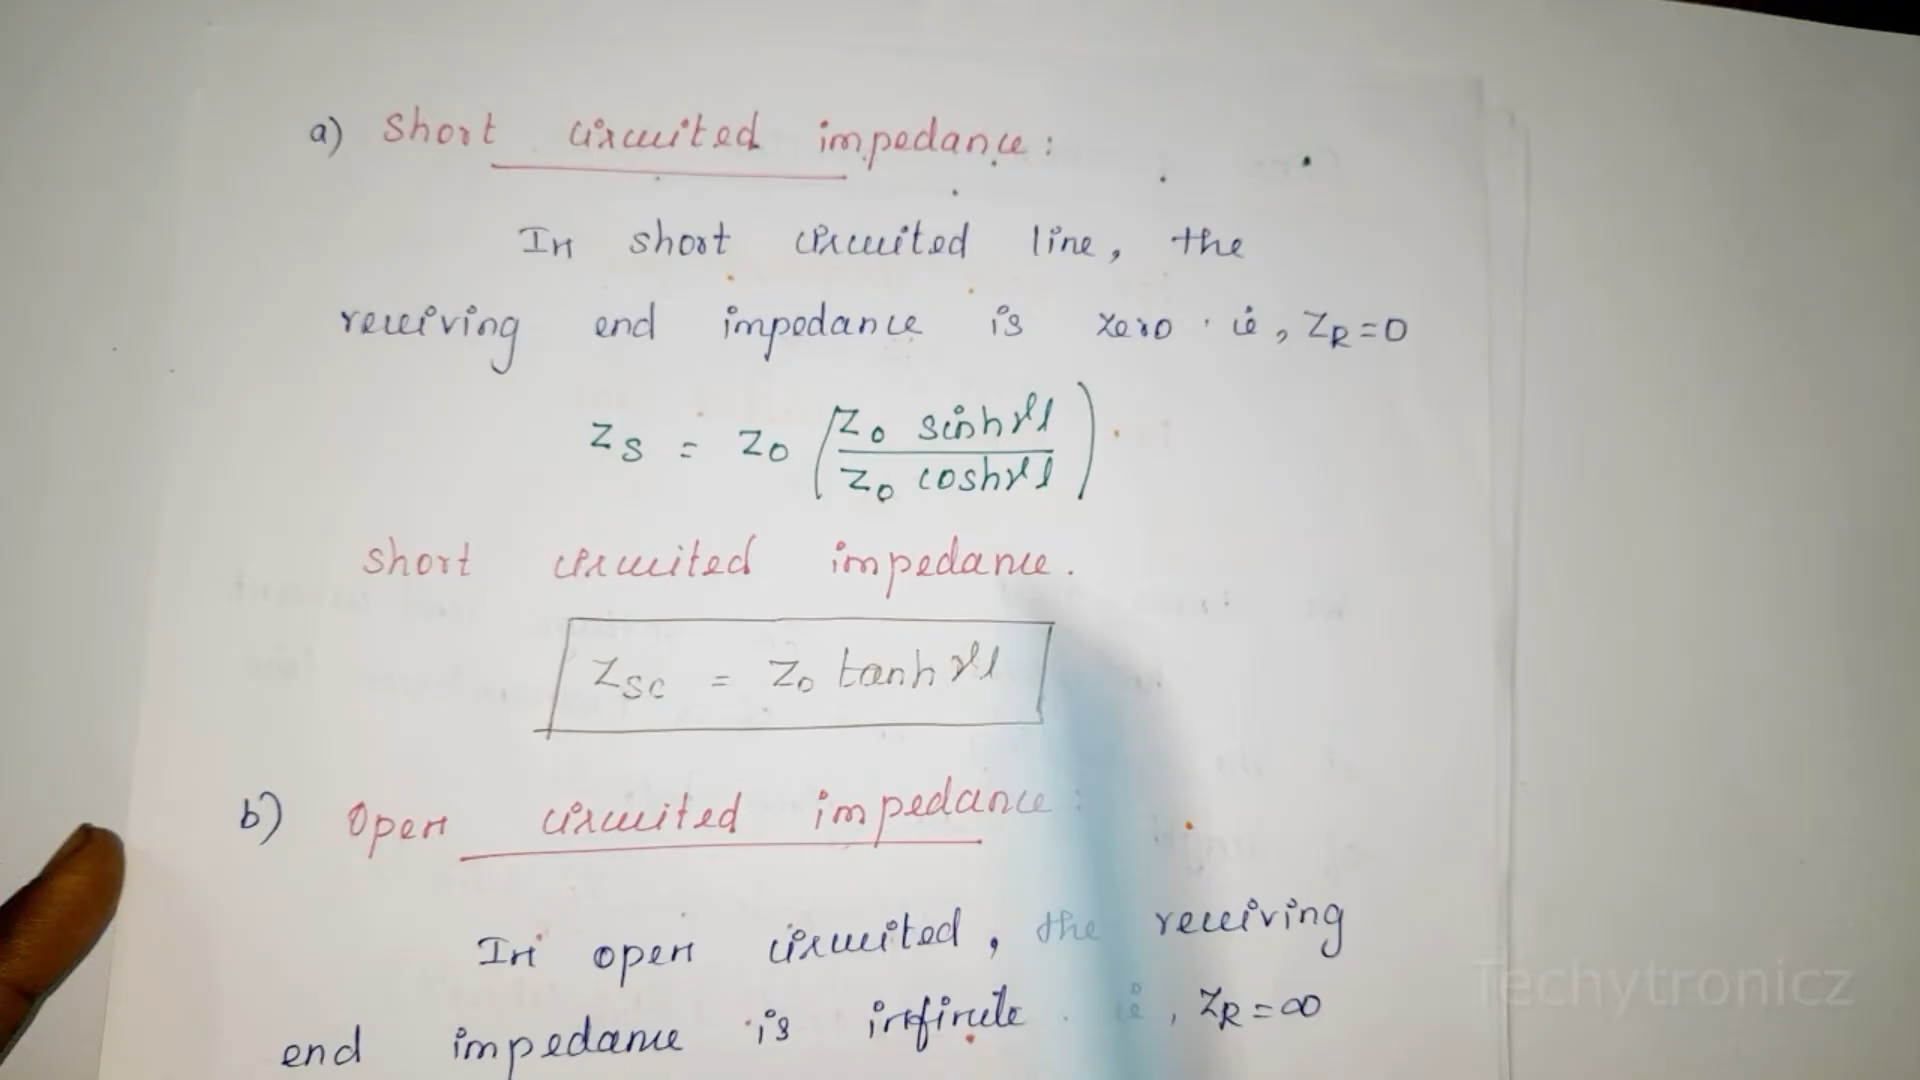 a) Short circuited impedance:
In short circuited line, the
receiving end impedance is zero. ie, ZR=0
ZS = Z0 (Z0 sinhγl / Z0 coshγl)
short circuited impedance.
ZSC = Z0 tanhγl
b) Open circuited impedance:
In open circuited, the receiving
end impedance is infinite. ie, ZR=∞
Techytronicz